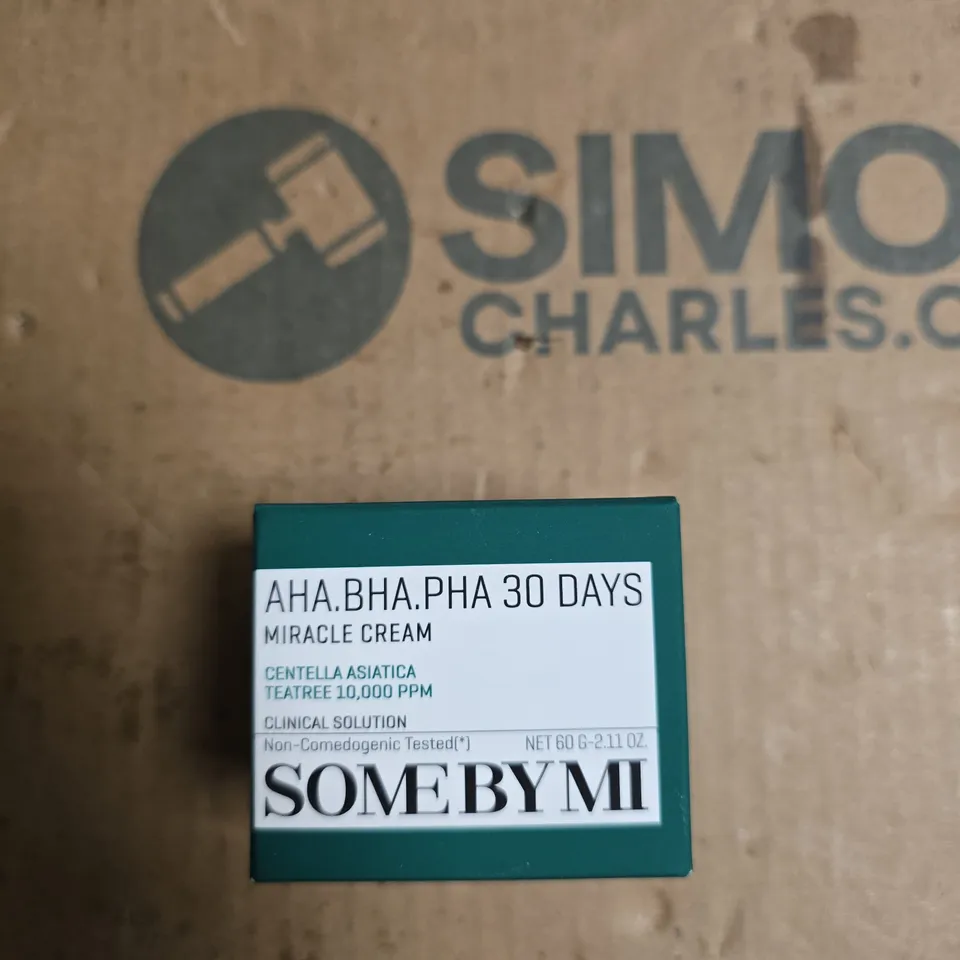 SIMO
CHARLES.C
AHA.BHA.PHA 30 DAYS
MIRACLE CREAM
CENTELLA ASIATICA
TEATREE 10,000 PPM
CLINICAL SOLUTION
Non-Comedogenic Tested(*) NET 60 G-2.11 OZ.
SOME BY MI